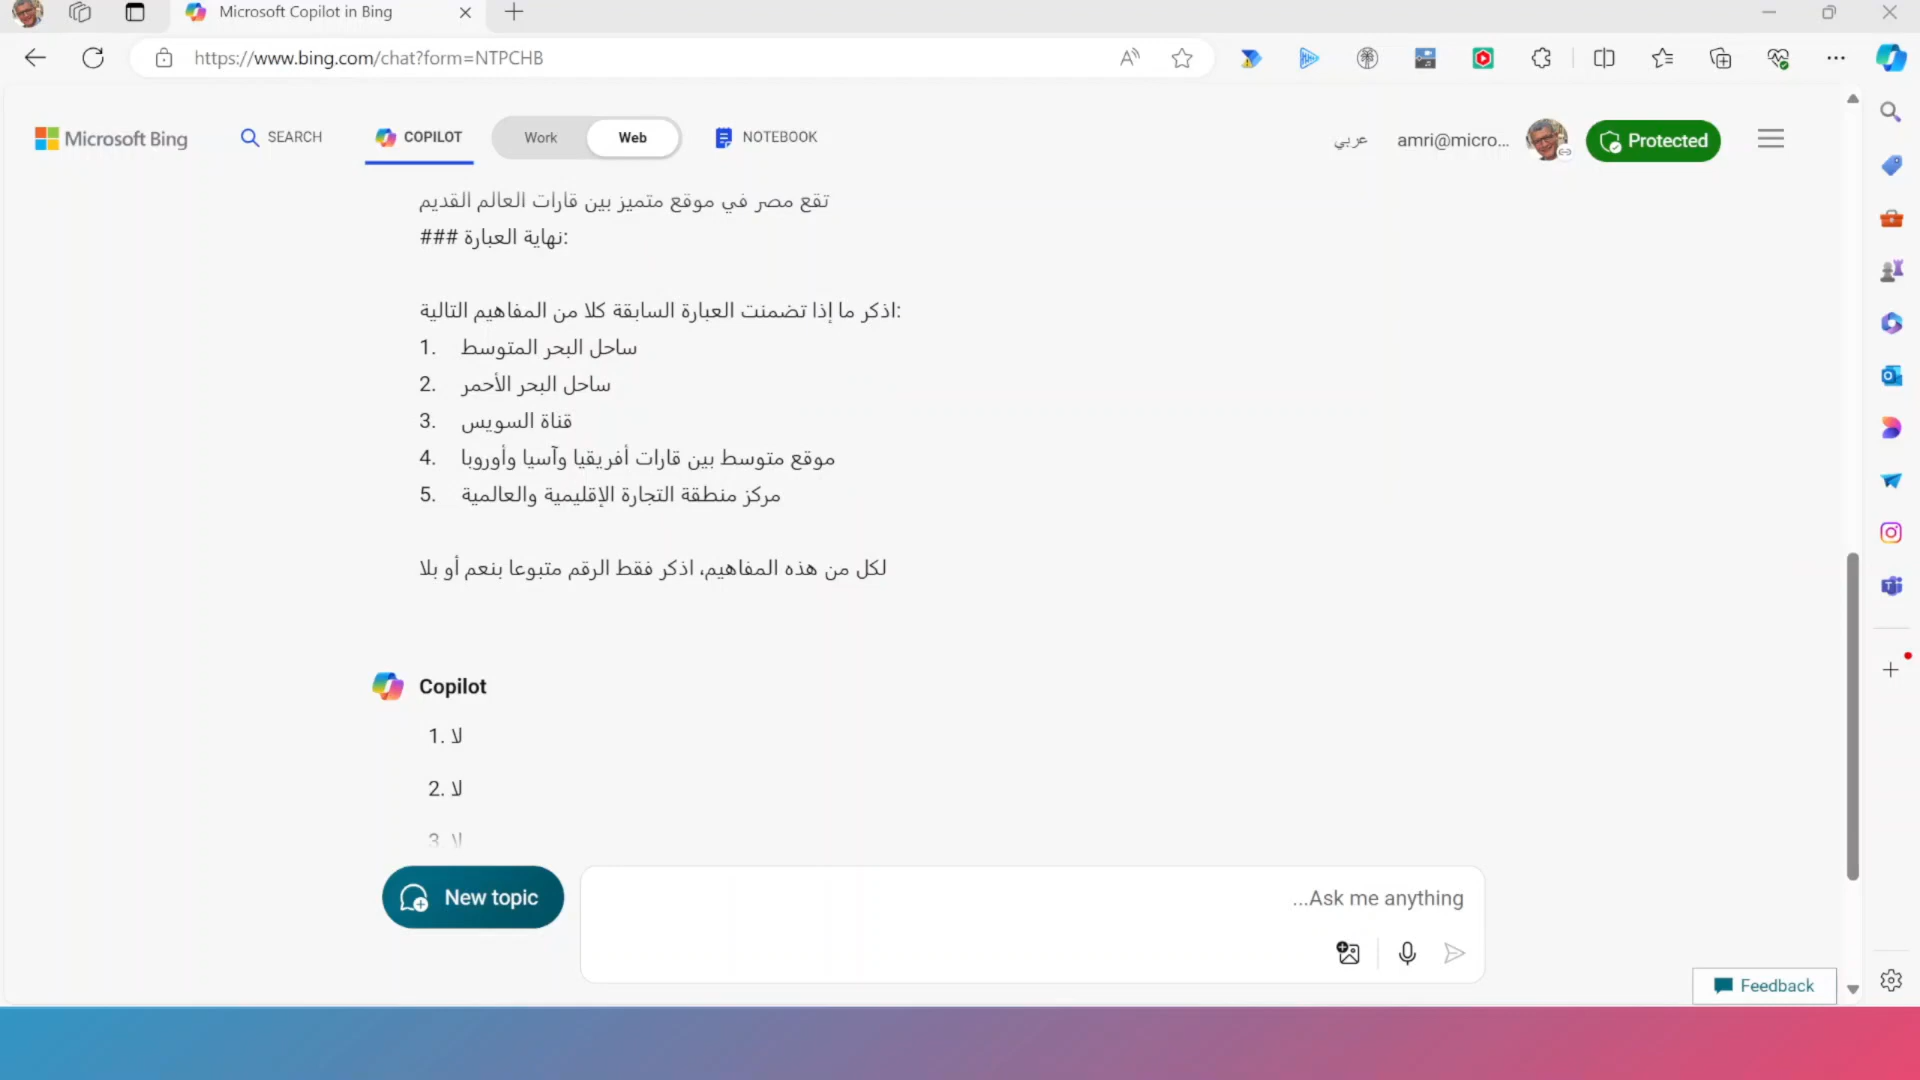 Microsoft Copilot in Bing
https://www.bing.com/chat?form=NTPCHB
Microsoft Bing
SEARCH
COPILOT
Work
Web
NOTEBOOK
عربي
amri@micro...
Protected
تقع مصر في موقع متميز بين قارات العالم القديم
### نهاية العبارة:
اذكر ما إذا تضمنت العبارة السابقة كلا من المفاهيم التالية:
1. ساحل البحر المتوسط
2. ساحل البحر الأحمر
3. قناة السويس
4. موقع متوسط بين قارات أفريقيا وآسيا وأوروبا
5. مركز منطقة التجارة الإقليمية والعالمية
لكل من هذه المفاهيم، اذكر فقط الرقم متبوعا بنعم أو بلا
Copilot
1. لا
2. لا
3. لا
New topic
...Ask me anything
Feedback